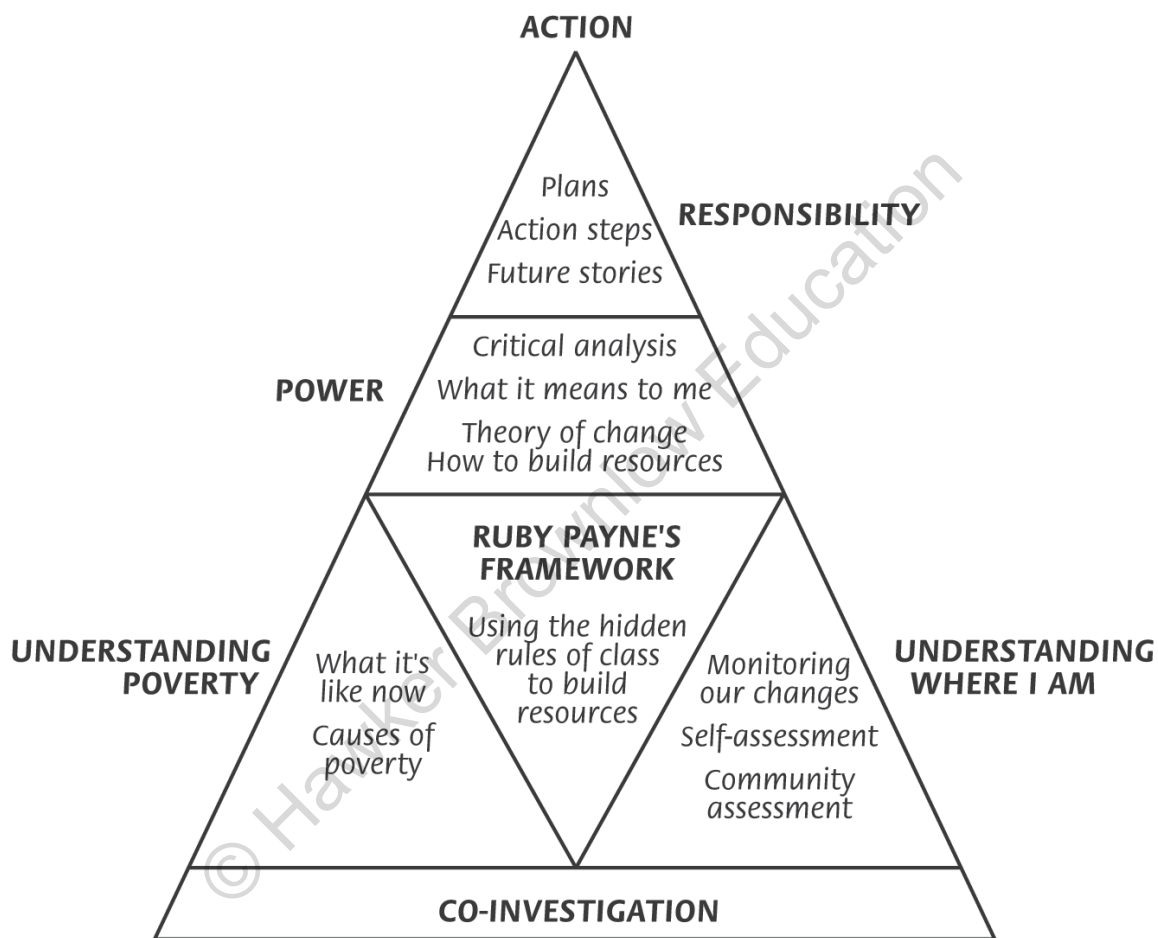 ACTION
Plans
Action steps
Future stories
RESPONSIBILITY
POWER
Critical analysis
What it means to me
Theory of change
How to build resources
RUBY PAYNE'S
FRAMEWORK
Using the hidden
rules of class
to build
resources
UNDERSTANDING
POVERTY
What it's
like now
Causes of
poverty
Monitoring
our changes
Self-assessment
Community
assessment
UNDERSTANDING
WHERE I AM
CO-INVESTIGATION
© Hawker Brownlow Education